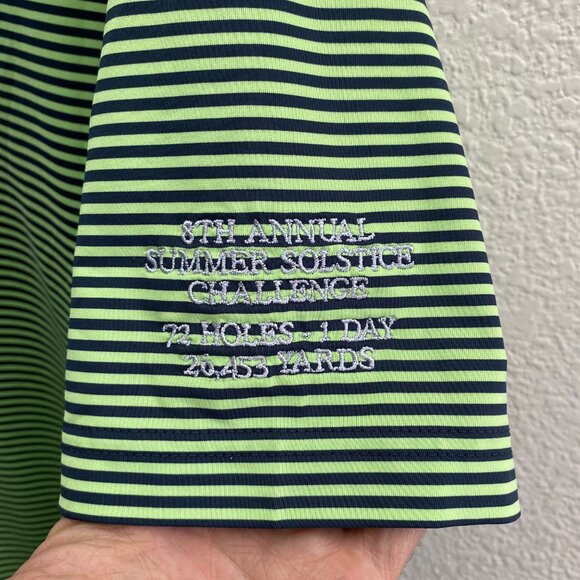 8TH ANNUAL
SUMMER SOLSTICE
CHALLENGE
72 HOLES - 1 DAY
26,453 YARDS